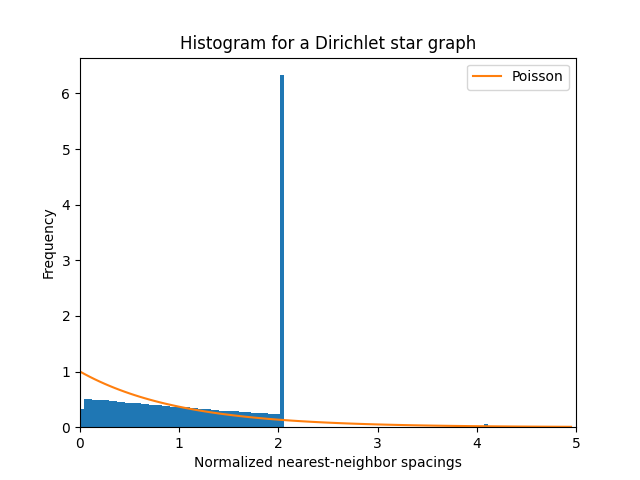 Histogram for a Dirichlet star graph
Poisson
Frequency
6
5
4
3
2
1
0
0 1 2 3 4 5
Normalized nearest-neighbor spacings